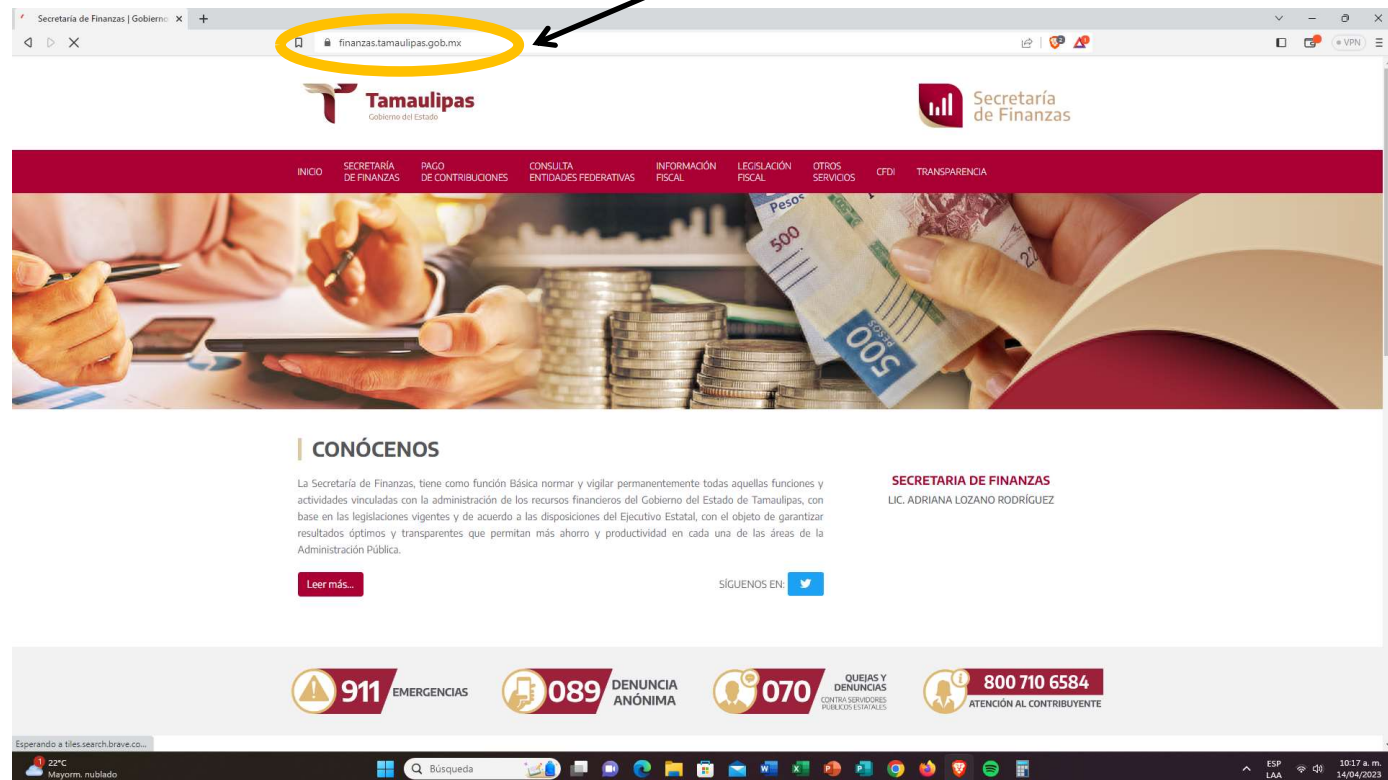 Secretaría de Finanzas | Gobierno
finanzas.tamaulipas.gob.mx
VPN
Tamaulipas
Gobierno del Estado
Secretaría
de Finanzas
INICIO
SECRETARÍA
DE FINANZAS
PAGO
DE CONTRIBUCIONES
CONSULTA
ENTIDADES FEDERATIVAS
INFORMACIÓN
FISCAL
LEGISLACIÓN
FISCAL
OTROS
SERVICIOS
CFDI
TRANSPARENCIA
Pesos
500
500
PESOS
CONÓCENOS
La Secretaría de Finanzas, tiene como función Básica normar y vigilar permanentemente todas aquellas funciones y
actividades vinculadas con la administración de los recursos financieros del Gobierno del Estado de Tamaulipas, con
base en las legislaciones vigentes y de acuerdo a las disposiciones del Ejecutivo Estatal, con el objeto de garantizar
resultados óptimos y transparentes que permitan más ahorro y productividad en cada una de las áreas de la
Administración Pública.
Leer más...
SÍGUENOS EN:
SECRETARIA DE FINANZAS
LIC. ADRIANA LOZANO RODRÍGUEZ
911 EMERGENCIAS
089 DENUNCIA
ANÓNIMA
070 QUEJAS Y
DENUNCIAS
CONTRA SERVIDORES
PÚBLICOS ESTATALES
800 710 6584
ATENCIÓN AL CONTRIBUYENTE
Esperando a tiles.search.brave.co...
1
22°C
Mayorm. nublado
Búsqueda
ESP
LAA
10:17 a. m.
14/04/2023